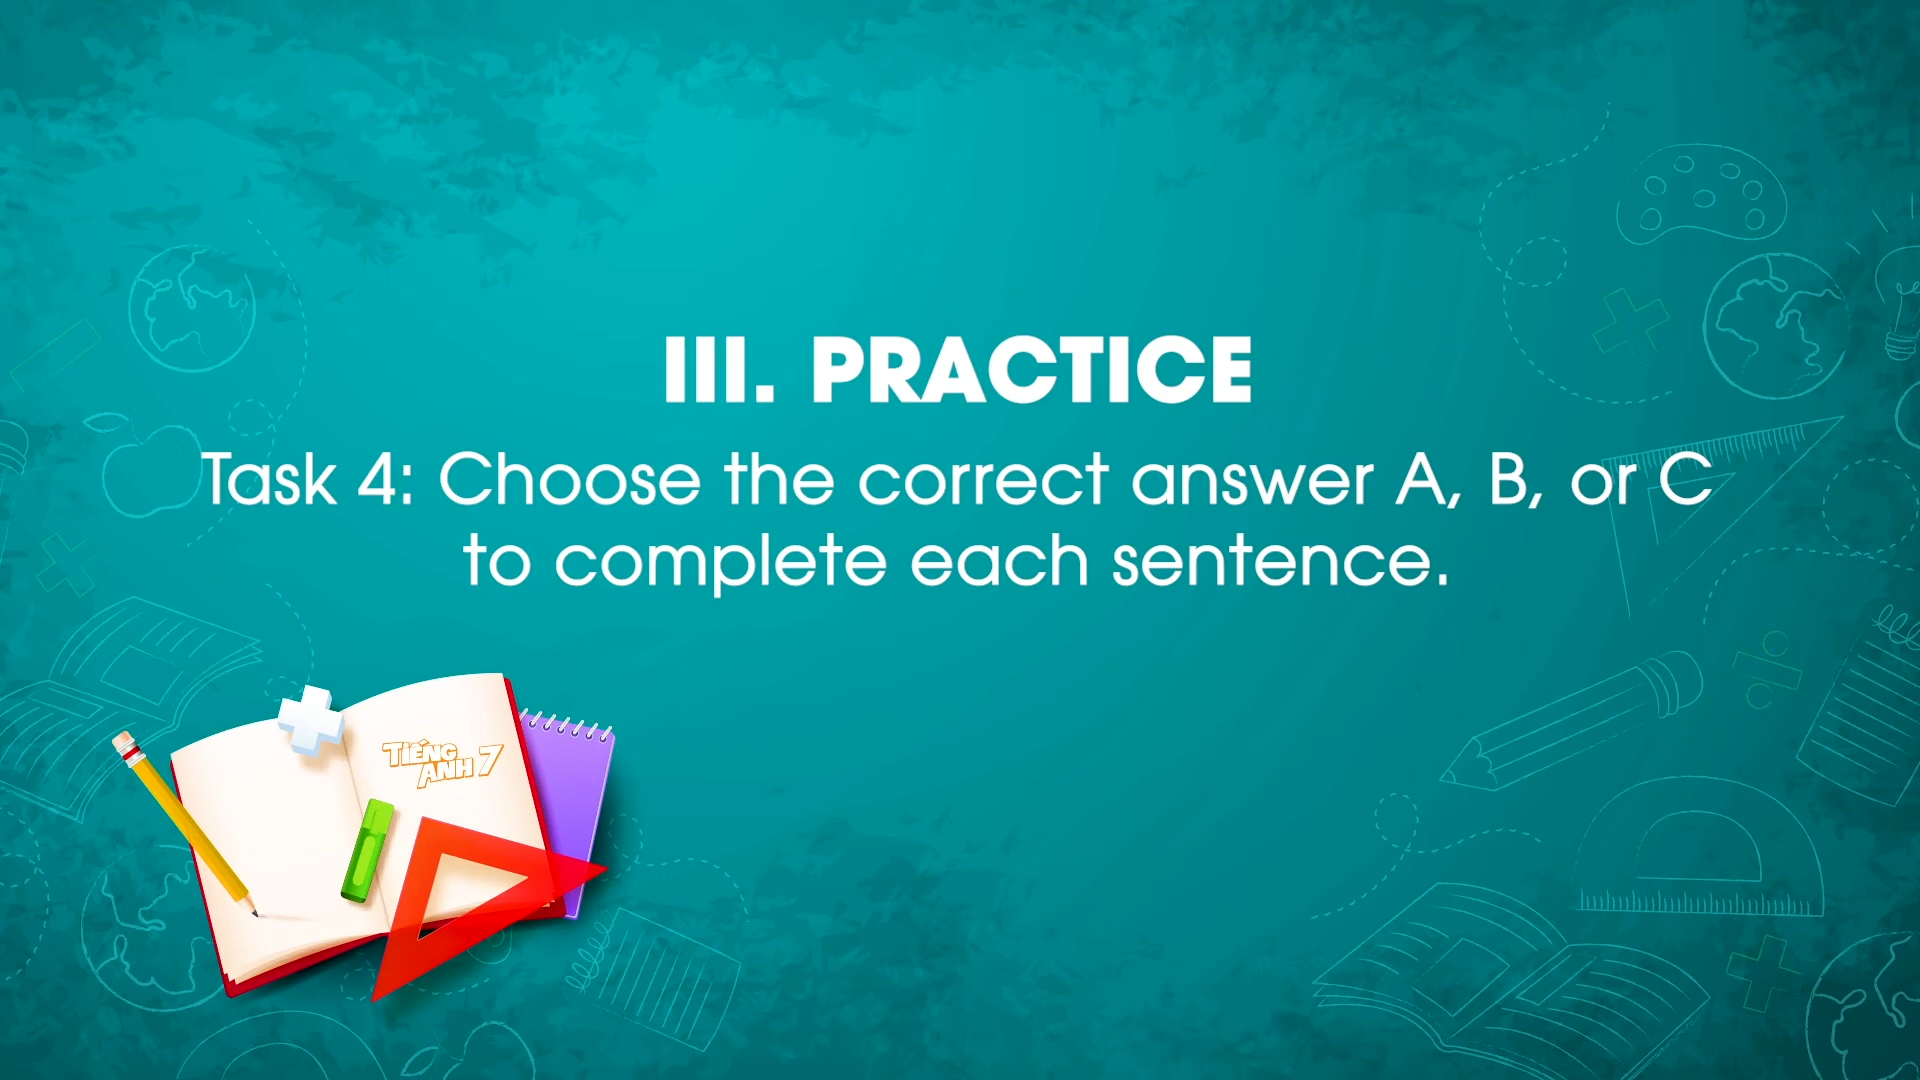 III. PRACTICE
Task 4: Choose the correct answer A, B, or C
to complete each sentence.
TIẾNG
ANH 7